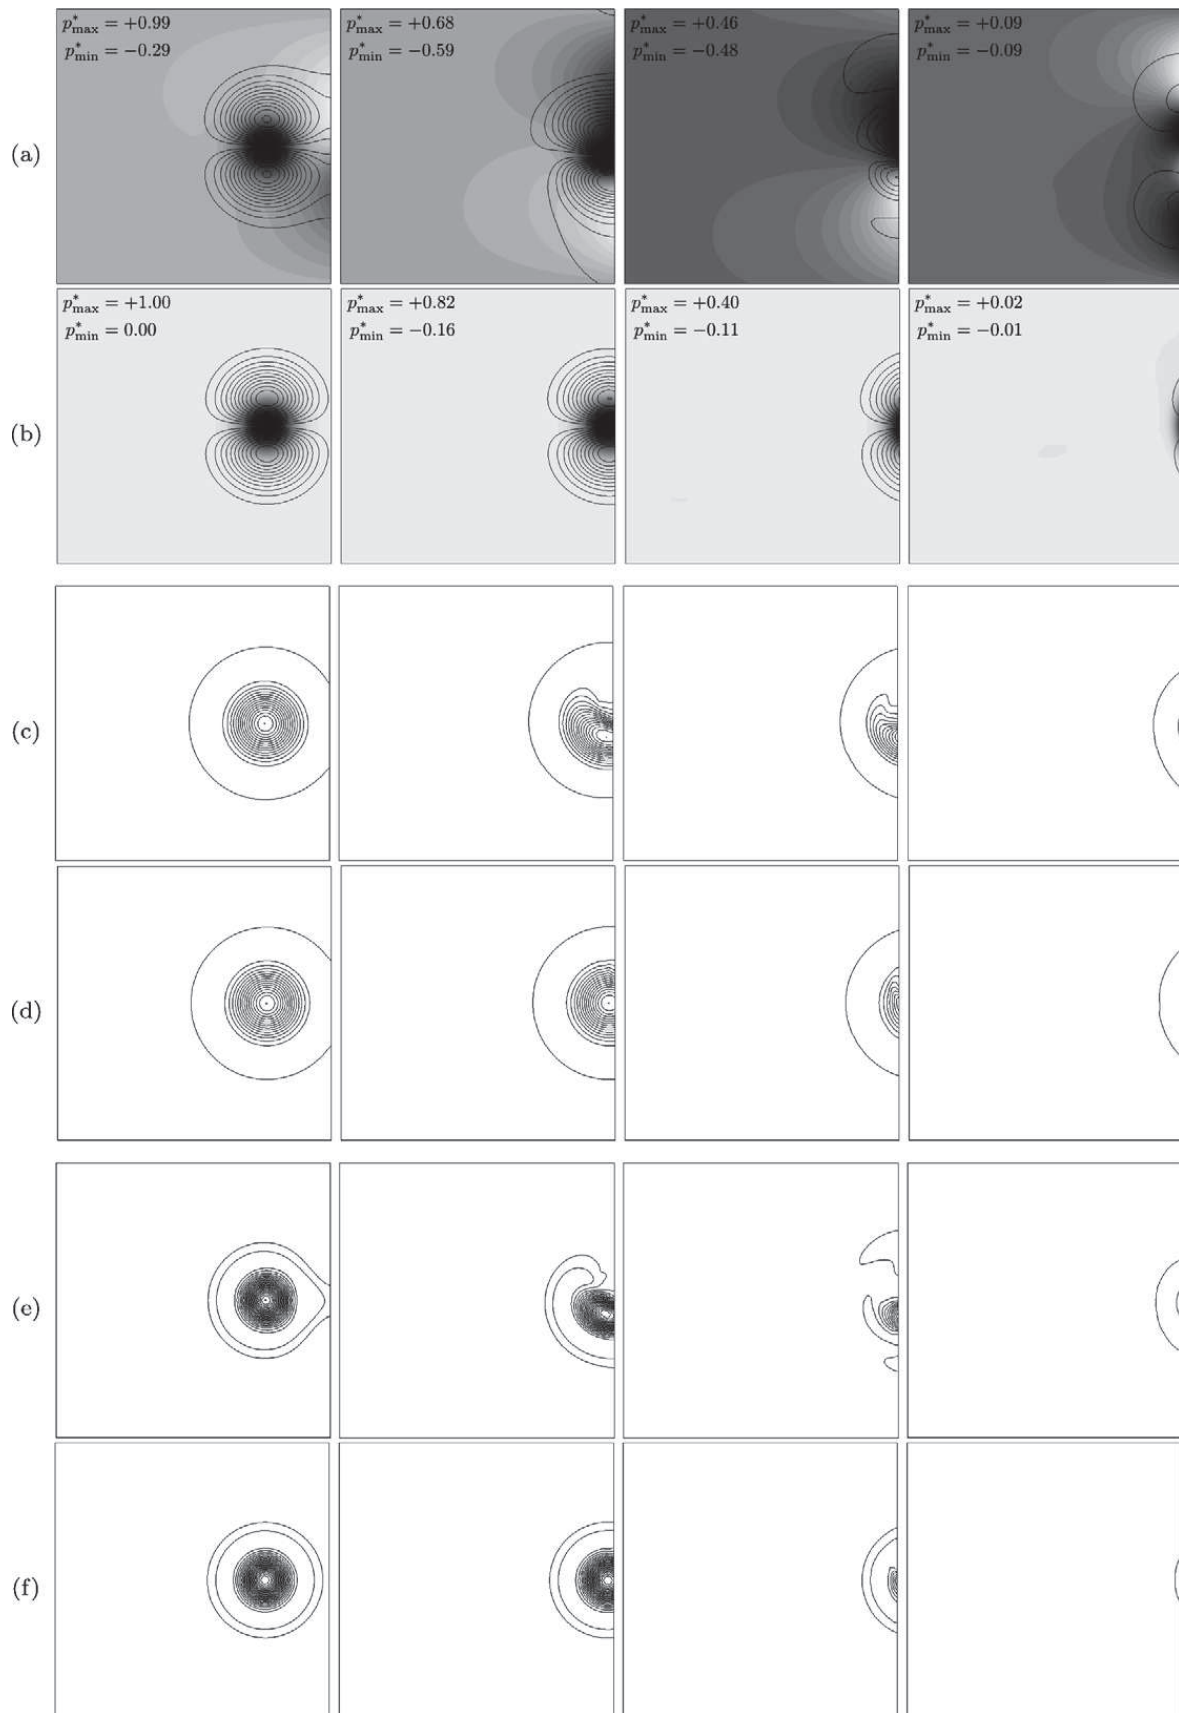 p*max = +0.99
p*min = −0.29
p*max = +0.68
p*min = −0.59
p*max = +0.46
p*min = −0.48
p*max = +0.09
p*min = −0.09
(a)
p*max = +1.00
p*min = 0.00
p*max = +0.82
p*min = −0.16
p*max = +0.40
p*min = −0.11
p*max = +0.02
p*min = −0.01
(b)
(c)
(d)
(e)
(f)